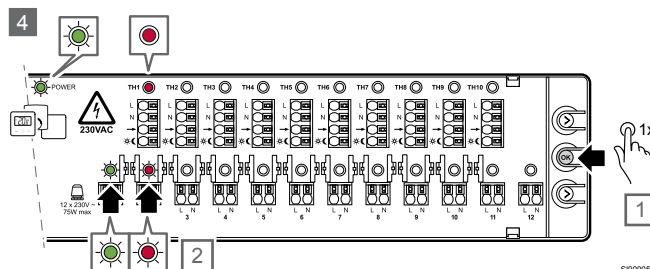 4
POWER
TH1 TH2 TH3 TH4 TH5 TH6 TH7 TH8 TH9 TH10
L L L L L L L L L L
N N N N N N N N N N
230VAC
12 x 230V ~
75W max
OK
1x
L N L N L N L N L N L N L N L N L N L N
3 4 5 6 7 8 9 10 11 12
1
2